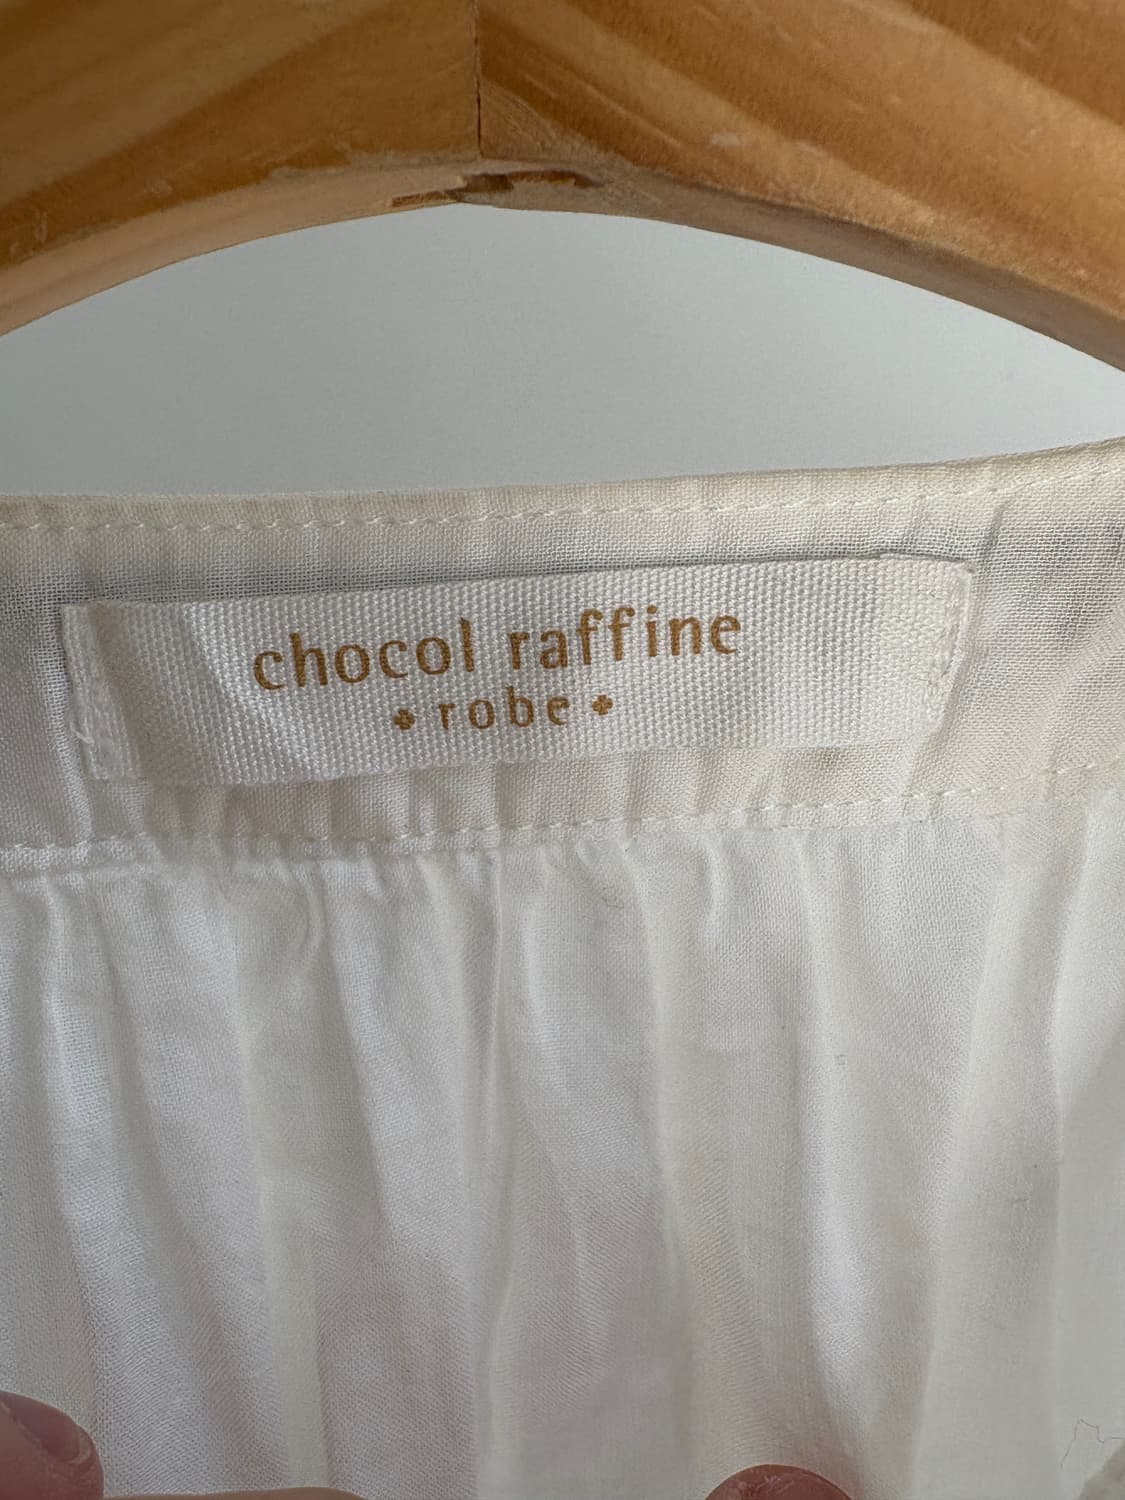 chocol raffine
✤ robe ✤